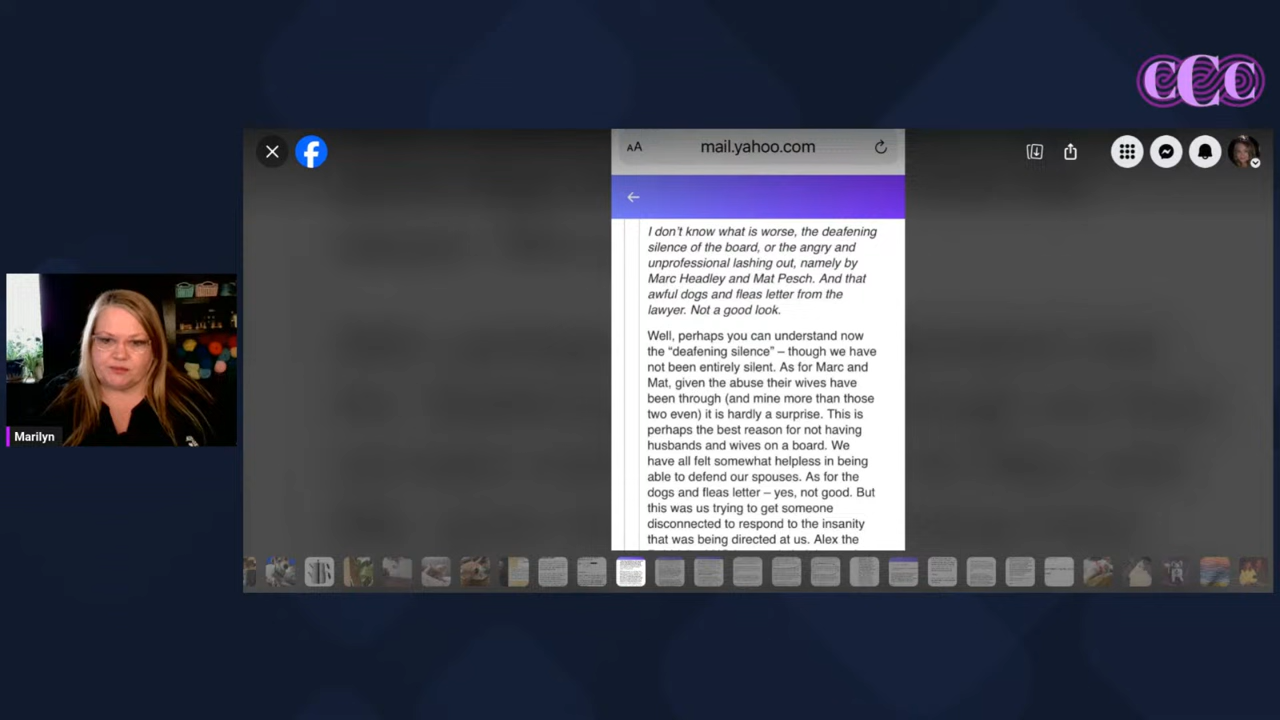 CCC
AA
mail.yahoo.com
I don't know what is worse, the deafening
silence of the board, or the angry and
unprofessional lashing out, namely by
Marc Headley and Mat Pesch. And that
awful dogs and fleas letter from the
lawyer. Not a good look.
Well, perhaps you can understand now
the “deafening silence” – though we have
not been entirely silent. As for Marc and
Mat, given the abuse their wives have
been through (and mine more than those
two even) it is hardly a surprise. This is
perhaps the best reason for not having
husbands and wives on a board. We
have all felt somewhat helpless in being
able to defend our spouses. As for the
dogs and fleas letter – yes, not good. But
this was us trying to get someone
disconnected to respond to the insanity
that was being directed at us. Alex the
Marilyn